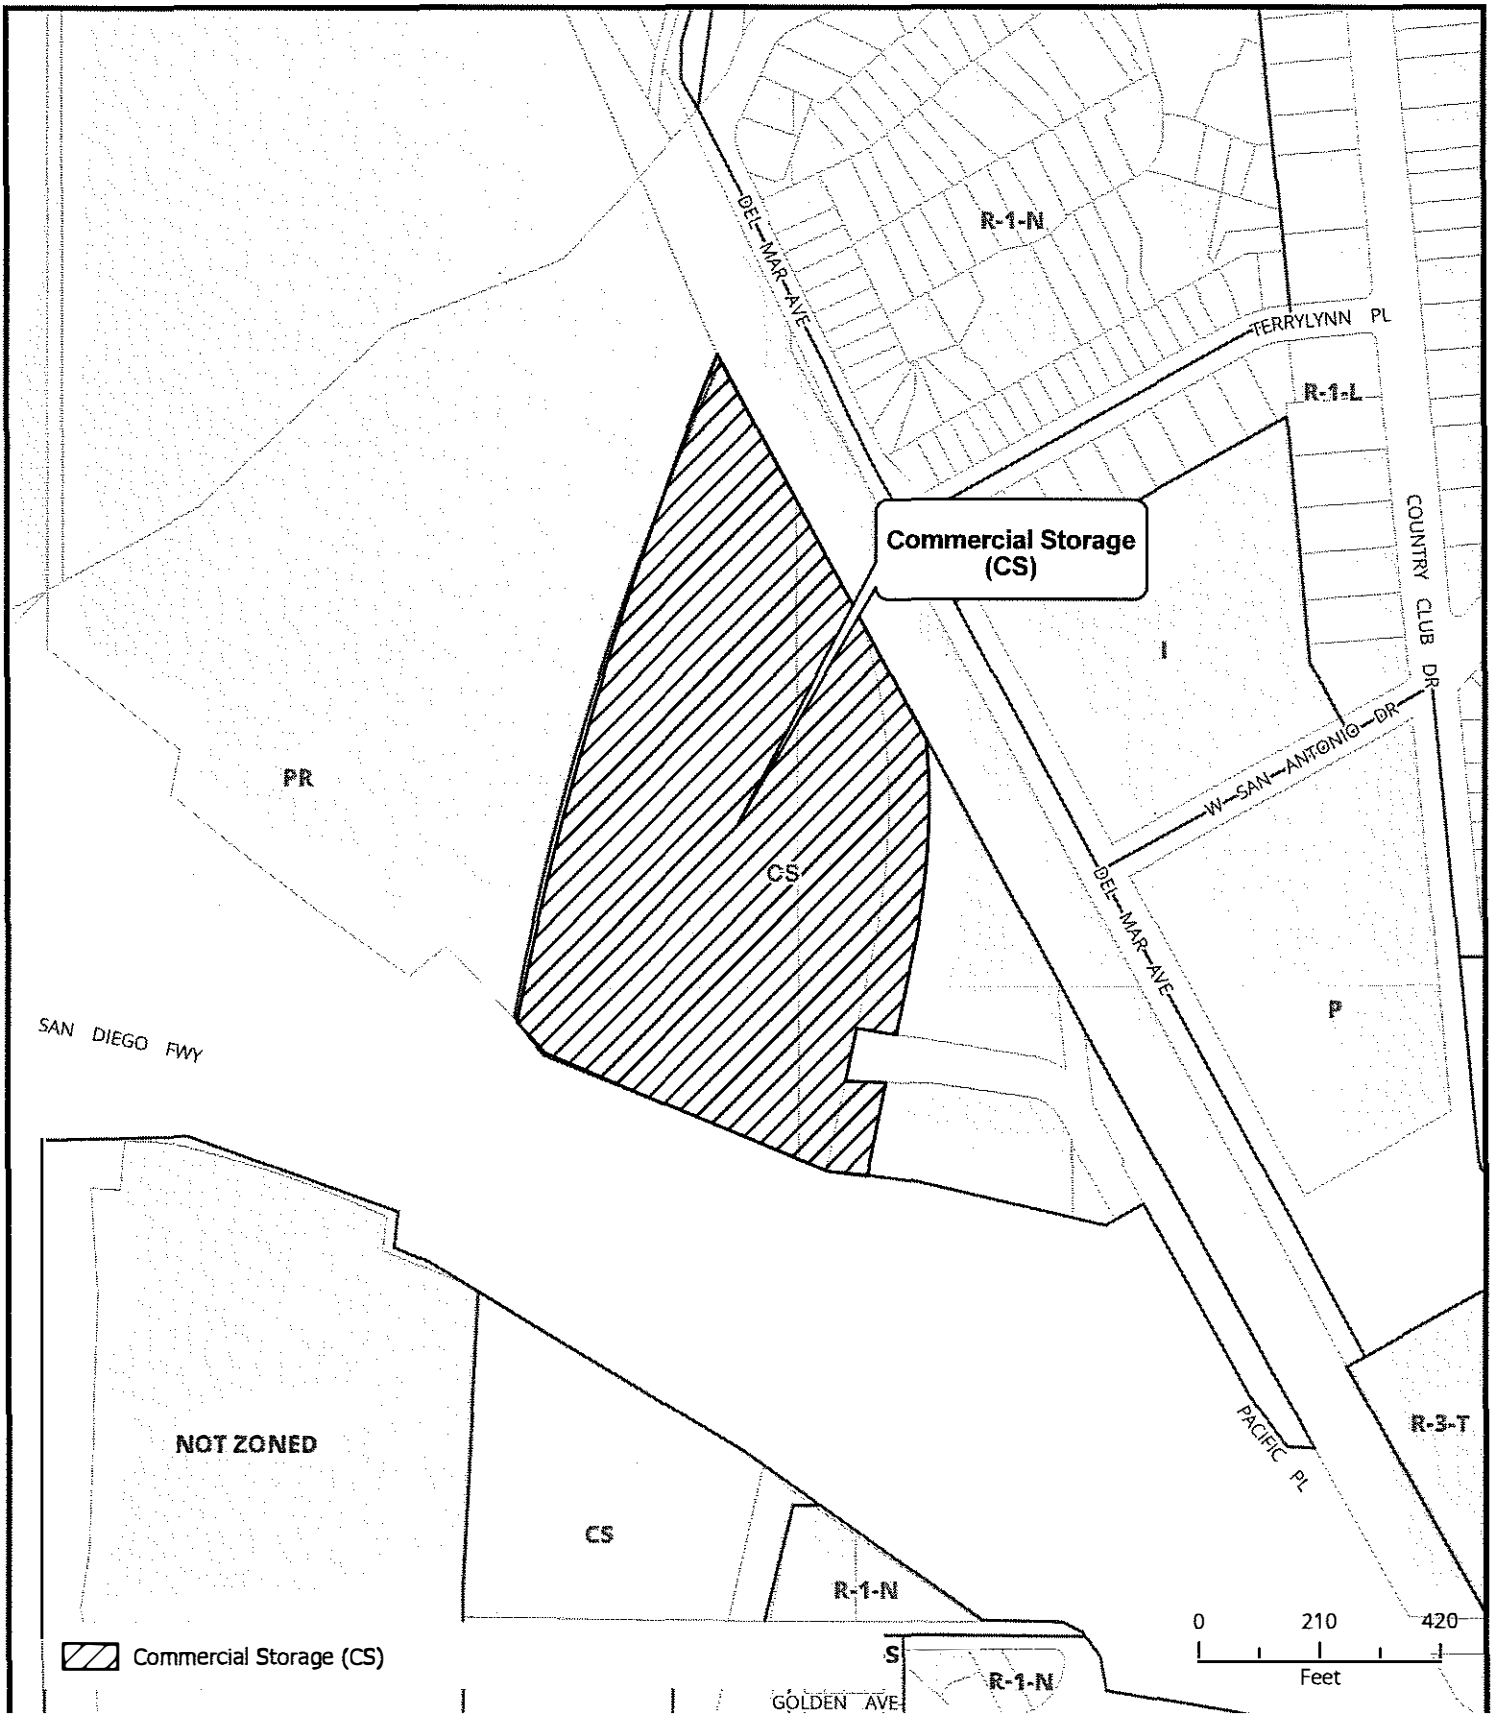 DEL MAR AVE
R-1-N
TERRYLYNN PL
R-1-L
Commercial Storage
(CS)
COUNTRY CLUB DR
I
W SAN ANTONIO DR
PR
CS
DEL MAR AVE
P
SAN DIEGO FWY
PACIFIC PL
R-3-T
NOT ZONED
CS
R-1-N
0 210 420
Feet
Commercial Storage (CS)
S
R-1-N
GOLDEN AVE